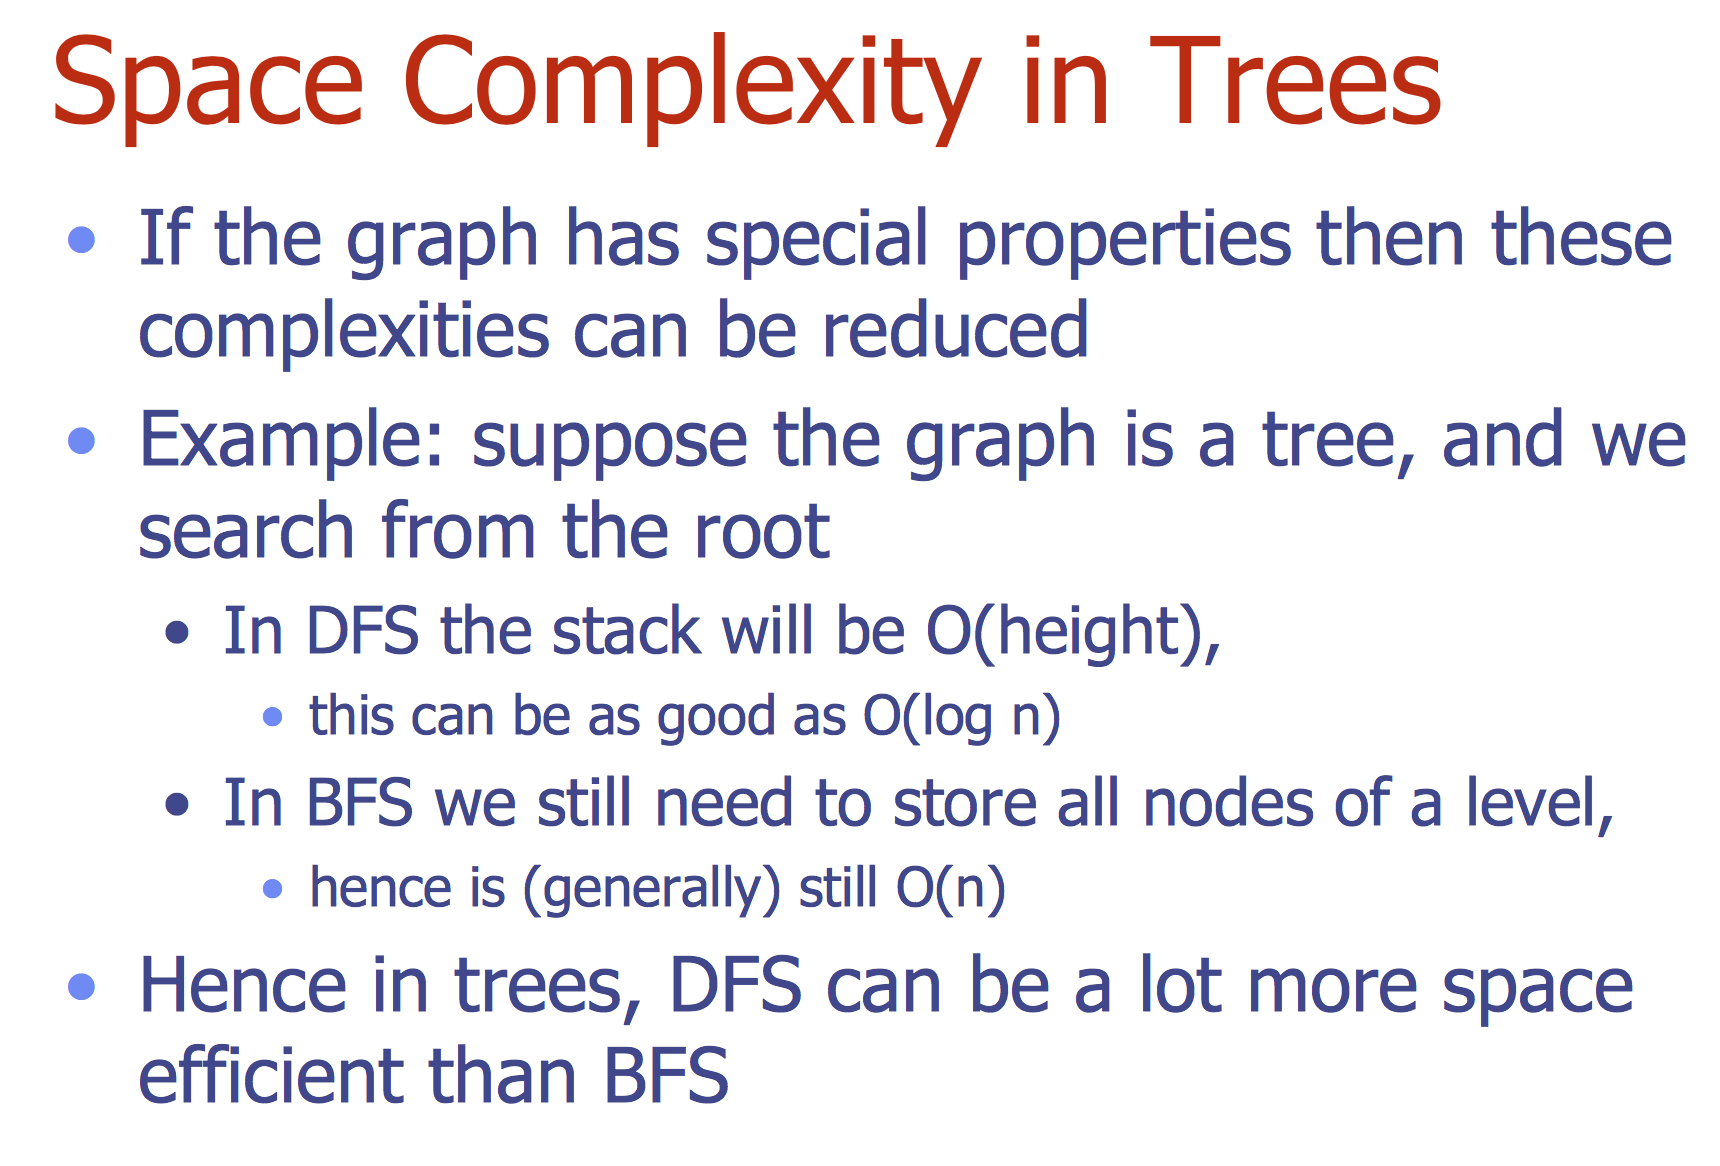 Space Complexity in Trees
• If the graph has special properties then these
complexities can be reduced
• Example: suppose the graph is a tree, and we
search from the root
• In DFS the stack will be O(height),
• this can be as good as O(log n)
• In BFS we still need to store all nodes of a level,
• hence is (generally) still O(n)
• Hence in trees, DFS can be a lot more space
efficient than BFS